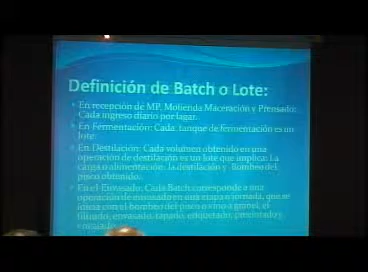 Definición de Batch o Lote:
En recepción de MP, Molienda Maceración y Prensado:
Cada ingreso diario por lagar.
En Fermentación: Cada tanque de fermentación es un
lote.
En Destilación: Cada volumen obtenido en una
operación de destilación es un lote que implica: La
carga o alimentación, la destilación y bombeo del
pisco obtenido.
En el Envasado: Cada Batch corresponde a una
operación de envasado en una etapa o jornada, que se
inicia con el bombeo del pisco o vino a granel, el
filtrado, envasado, tapado, etiquetado, precintado y
encajado